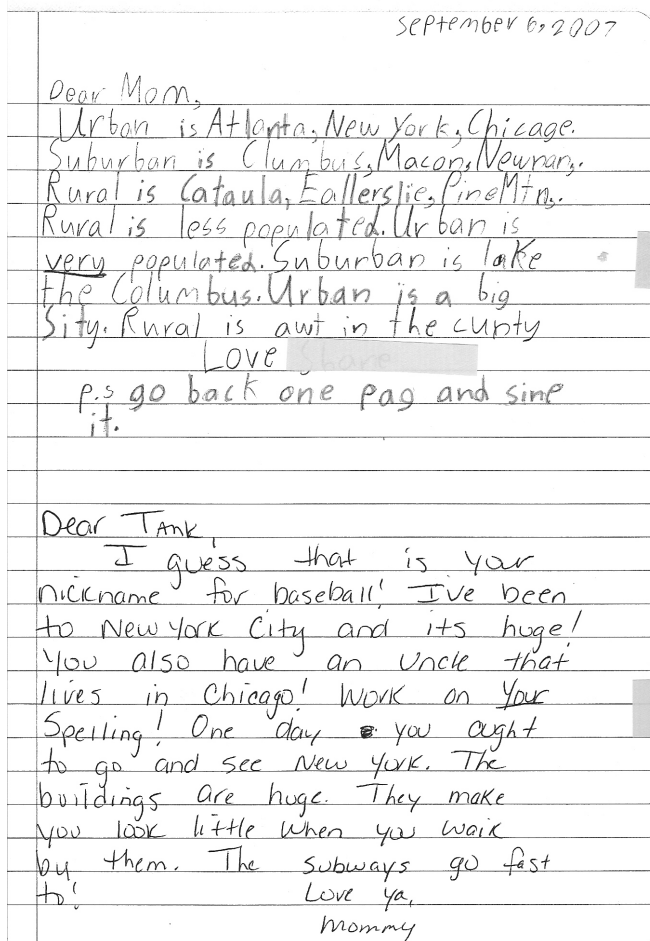 September 6, 2007
Dear Mom,
Urban is Atlanta, New York, Chicage.
Suburban is Clumbus, Macon, Newnan,.
Rural is Cataula, Eallerslie, Pine Mtn,.
Rural is less populated. Urban is
very populated. Suburban is lake
the Columbus. Urban is a big
Sity. Rural is awt in the cunty
Love Shane
p.s go back one pag and sine
it.
Dear Tank,
I guess that is your
nickname for baseball! I've been
to New York City and its huge!
You also have an Uncle that
lives in Chicago! Work on your
Spelling! One day you ought
to go and see New York. The
buildings are huge. They make
you look little when you walk
by them. The subways go fast
to! Love ya,
Mommy